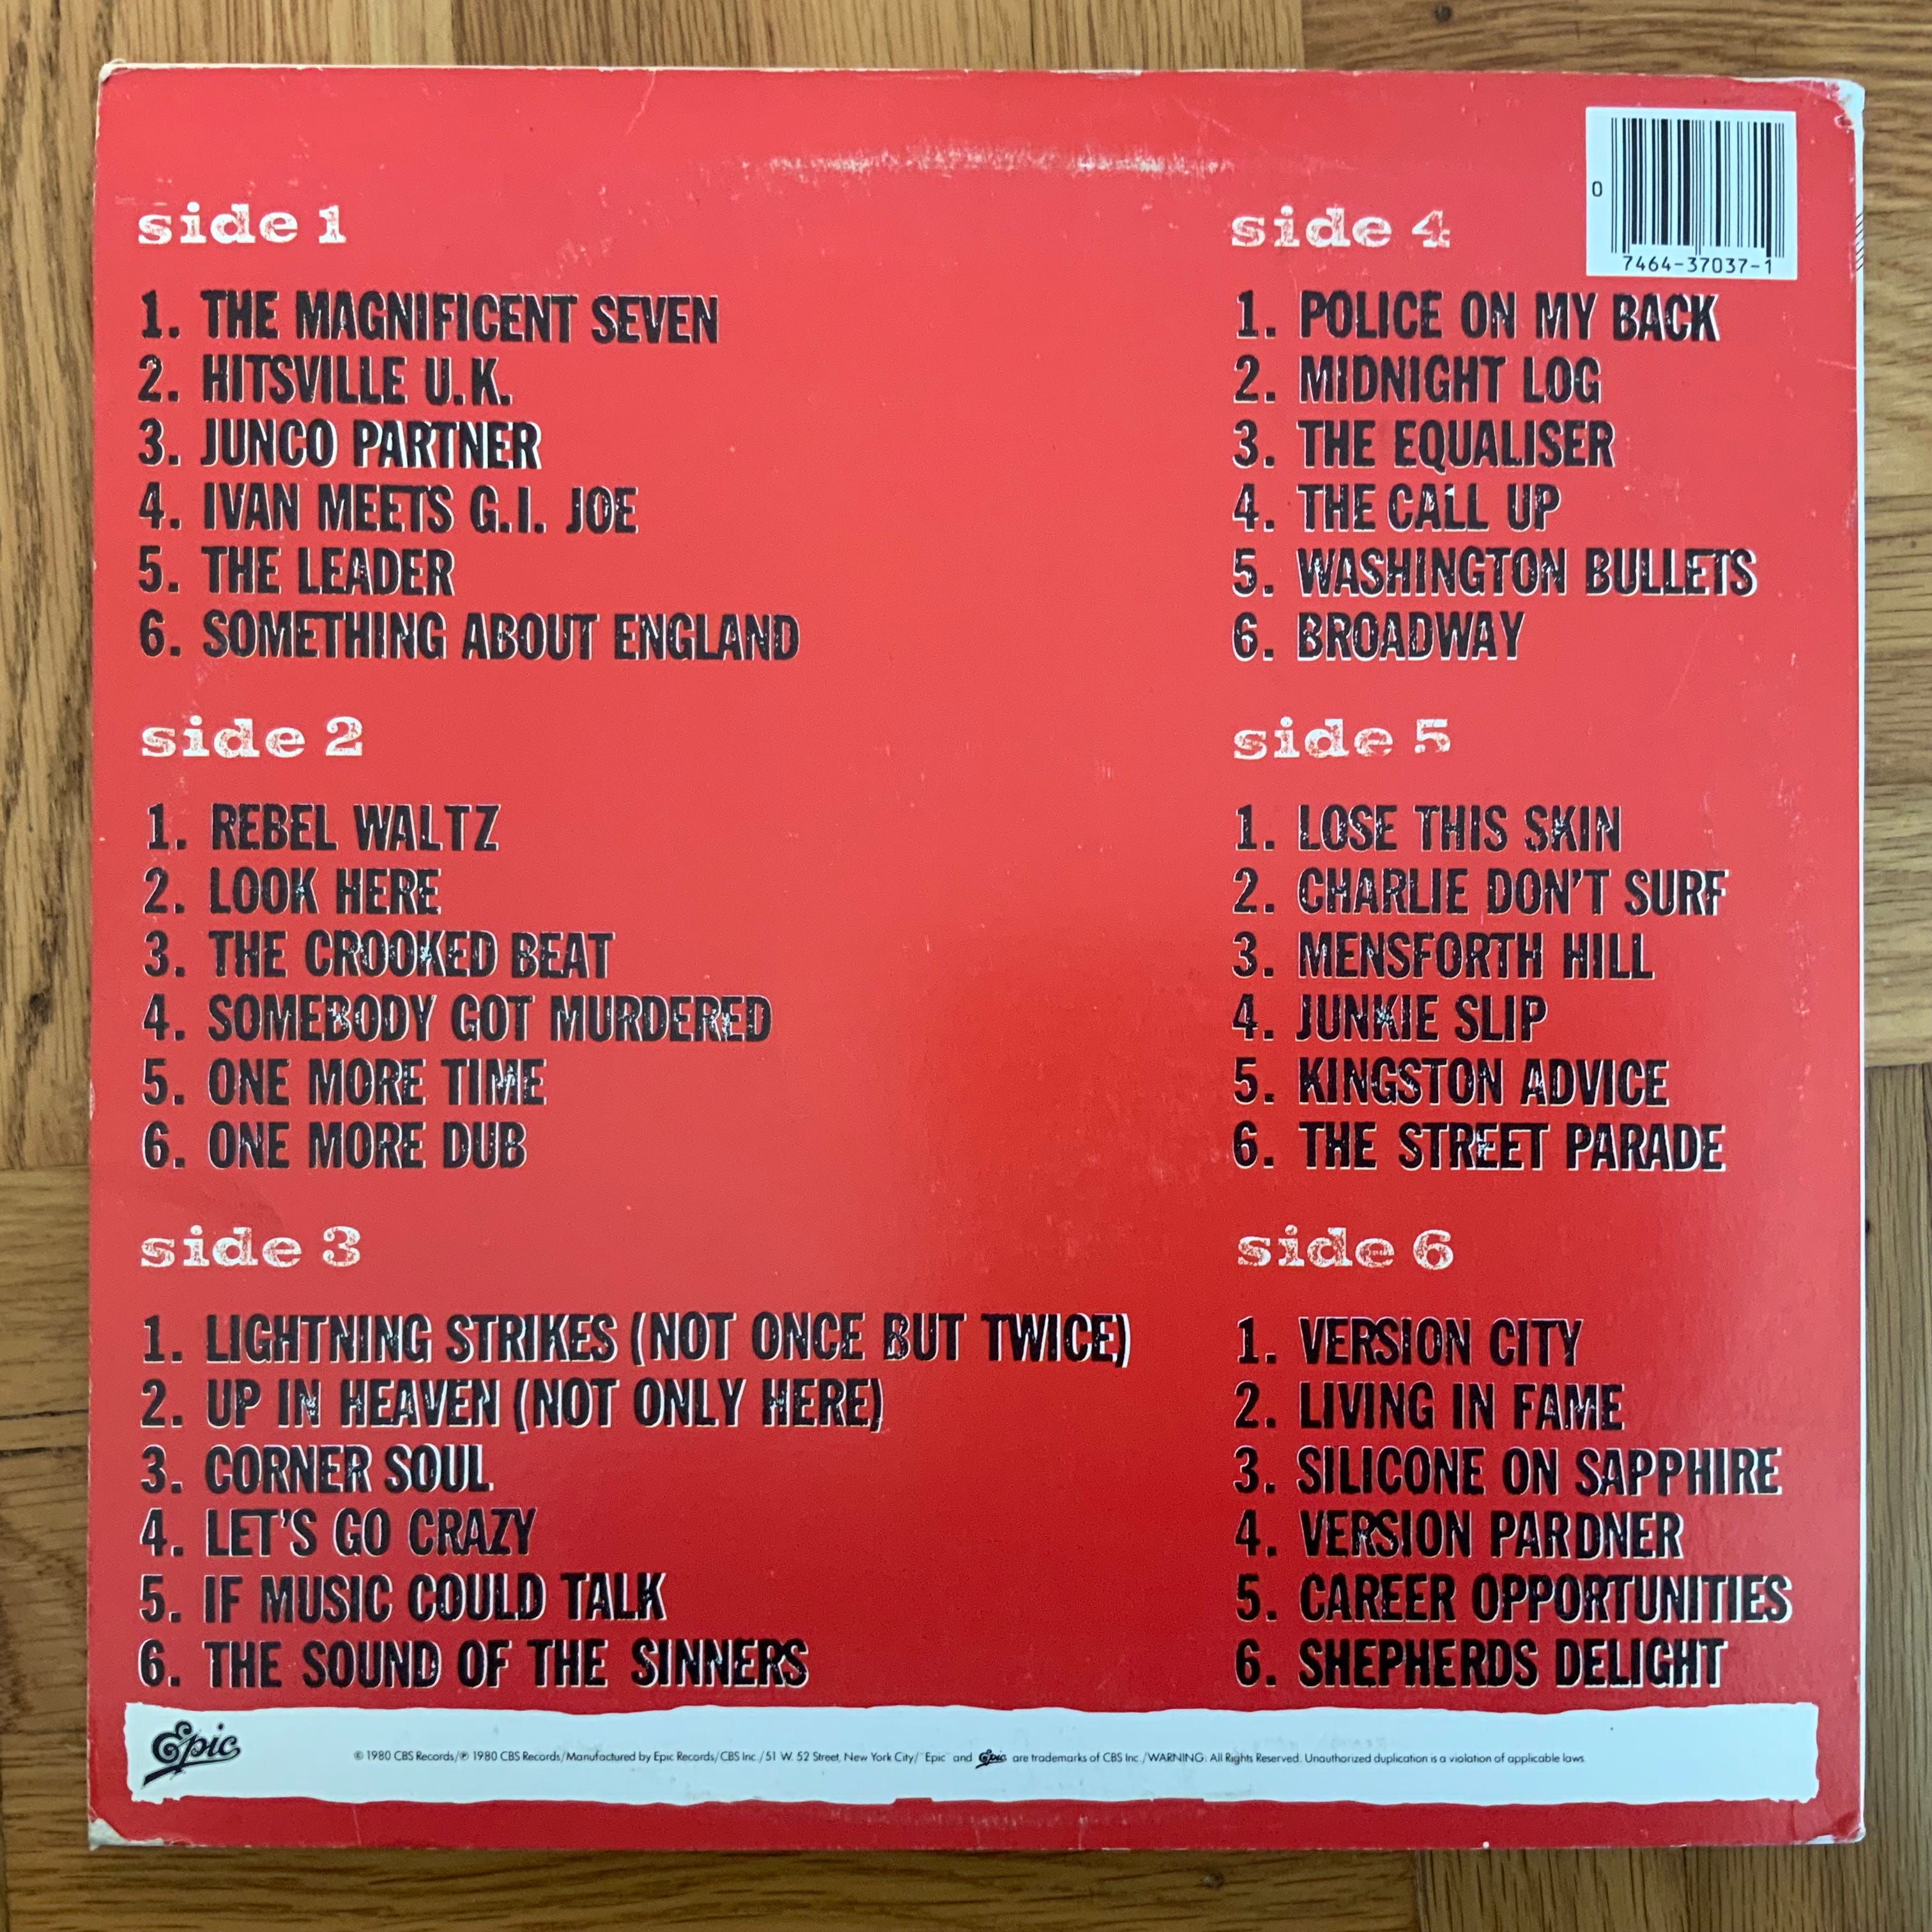 side 1
1. THE MAGNIFICENT SEVEN
2. HITSVILLE U.K.
3. JUNCO PARTNER
4. IVAN MEETS G.I. JOE
5. THE LEADER
6. SOMETHING ABOUT ENGLAND
side 2
1. REBEL WALTZ
2. LOOK HERE
3. THE CROOKED BEAT
4. SOMEBODY GOT MURDERED
5. ONE MORE TIME
6. ONE MORE DUB
side 3
1. LIGHTNING STRIKES (NOT ONCE BUT TWICE)
2. UP IN HEAVEN (NOT ONLY HERE)
3. CORNER SOUL
4. LET'S GO CRAZY
5. IF MUSIC COULD TALK
6. THE SOUND OF THE SINNERS
0
7464-37037-1
side 4
1. POLICE ON MY BACK
2. MIDNIGHT LOG
3. THE EQUALISER
4. THE CALL UP
5. WASHINGTON BULLETS
6. BROADWAY
side 5
1. LOSE THIS SKIN
2. CHARLIE DON'T SURF
3. MENSFORTH HILL
4. JUNKIE SLIP
5. KINGSTON ADVICE
6. THE STREET PARADE
side 6
1. VERSION CITY
2. LIVING IN FAME
3. SILICONE ON SAPPHIRE
4. VERSION PARDNER
5. CAREER OPPORTUNITIES
6. SHEPHERDS DELIGHT
Epic
© 1980 CBS Records/℗ 1980 CBS Records/Manufactured by Epic Records/CBS Inc./51 W. 52 Street, New York City/"Epic" and Epic are trademarks of CBS Inc./WARNING: All Rights Reserved. Unauthorized duplication is a violation of applicable laws.